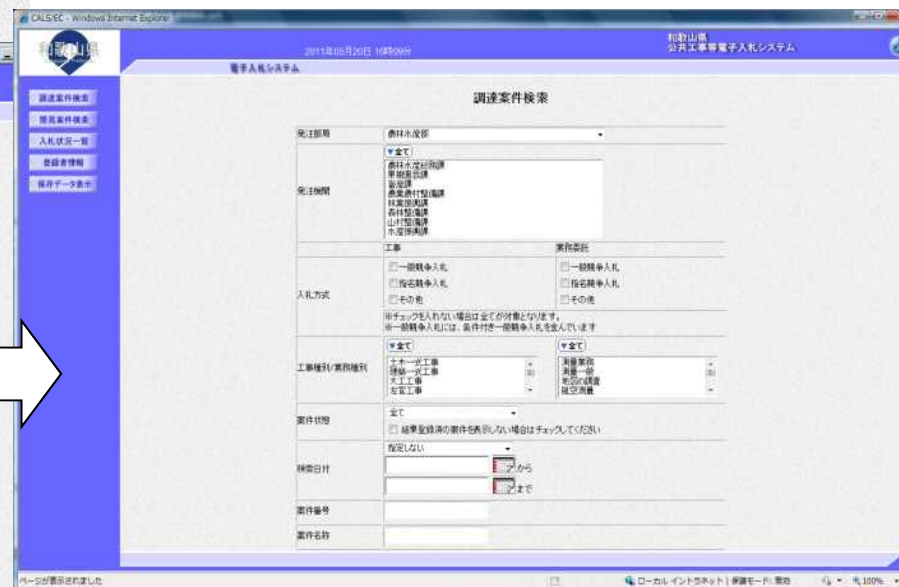 CALS/EC - Windows Internet Explorer
和歌山県
2011年05月20日 16時09分
和歌山県
公共工事等電子入札システム
電子入札システム
調達案件検索
簡易案件検索
入札状況一覧
登録者情報
保存データ表示
調達案件検索
発注部局
農林水産部
発注機関
▼全て
農林水産総務課
果樹園芸課
畜産課
農業農村整備課
林業振興課
森林整備課
山村整備課
水産振興課
入札方式
工事
業務委託
一般競争入札
一般競争入札
指名競争入札
指名競争入札
その他
その他
※チェックを入れない場合は全てが対象となります。
※一般競争入札には、条件付き一般競争入札を含んでいます
工事種別/業務種別
▼全て
▼全て
土木一式工事
建築一式工事
大工工事
左官工事
測量業務
測量一般
地図の調査
航空測量
案件状態
全て
結果登録済の案件を表示しない場合はチェックしてください
検索日付
指定しない
から
まで
案件番号
案件名称
ページが表示されました
ローカル イントラネット | 保護モード: 無効
100%